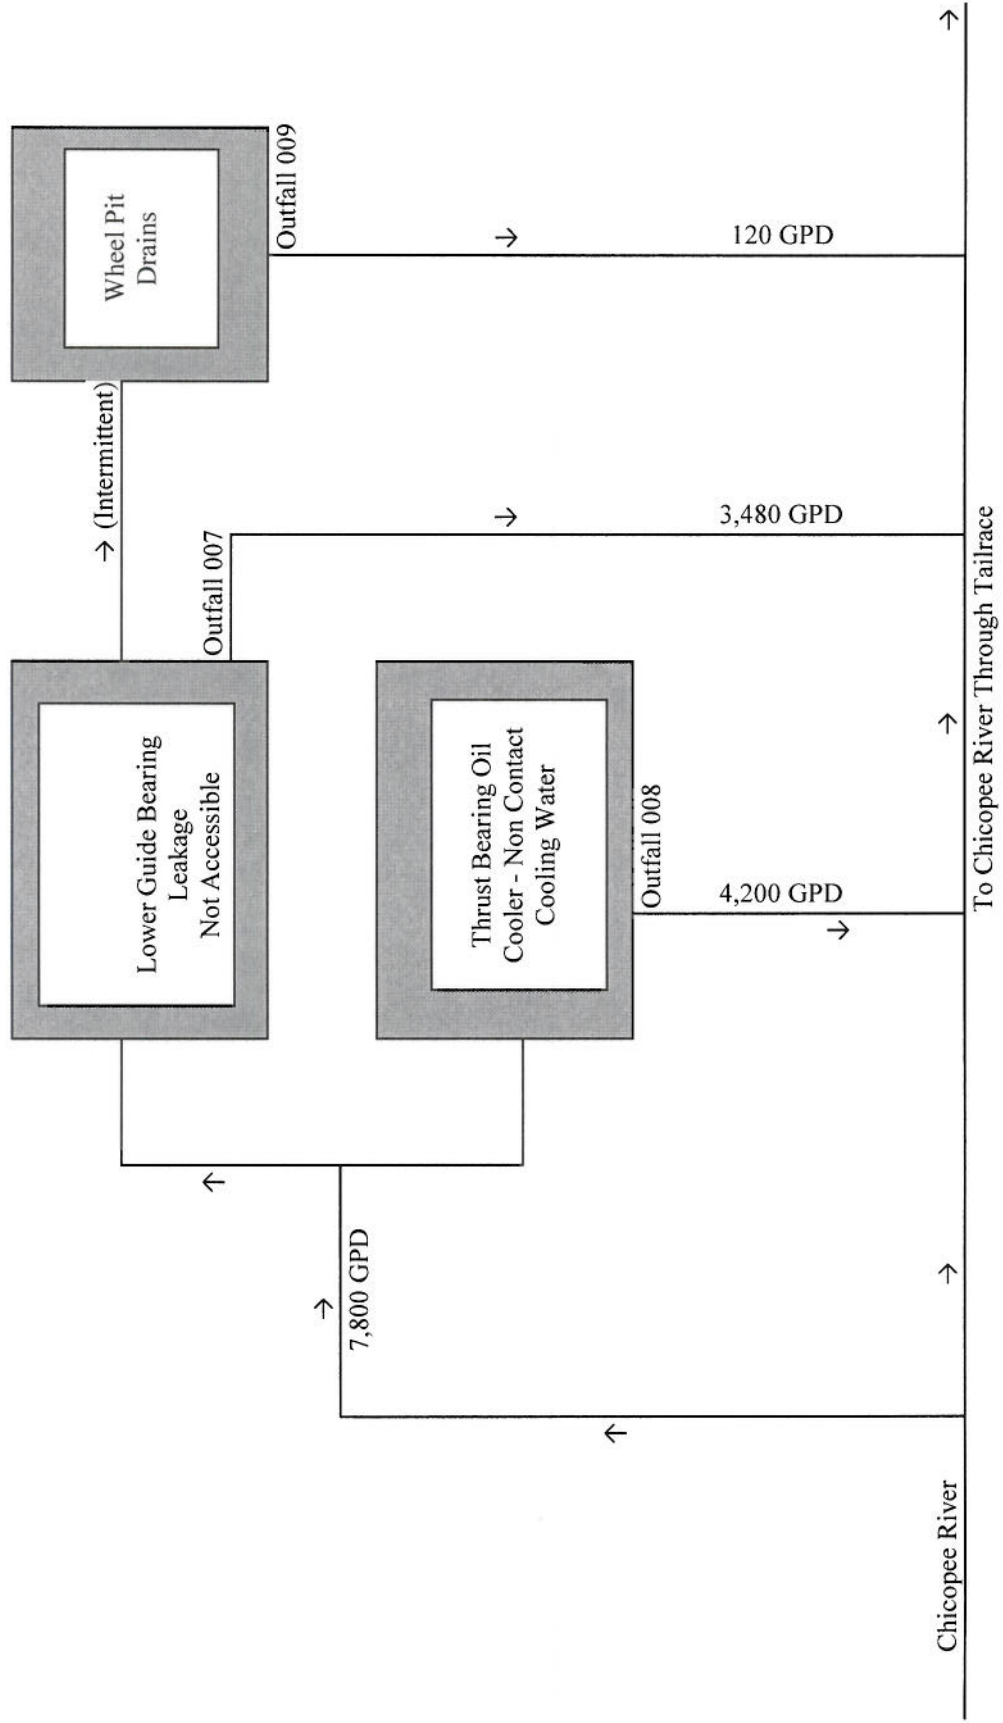 Wheel Pit
Drains
Outfall 009
120 GPD
→ (Intermittent)
Outfall 007
3,480 GPD
Lower Guide Bearing
Leakage
Not Accessible
Thrust Bearing Oil
Cooler - Non Contact
Cooling Water
Outfall 008
4,200 GPD
7,800 GPD
Chicopee River
To Chicopee River Through Tailrace